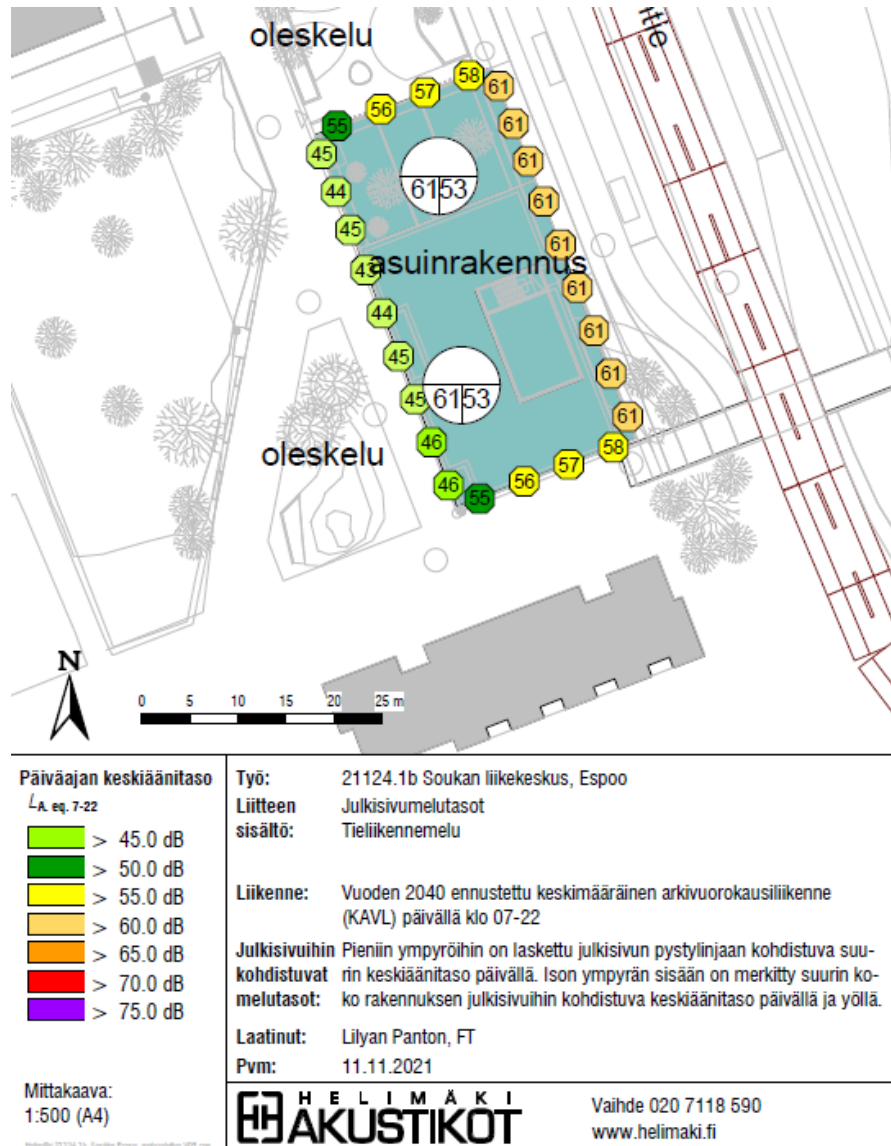 oleskelu
ntie
58
57
61
56
55
61
45
61
44
6153
61
45
61
43
asuinrakennus
61
44
61
45
61
45
6153
61
46
58
57
46
56
55
oleskelu
N
0 5 10 15 20 25 m
Päiväajan keskiäänitaso
LA, eq, 7-22
> 45.0 dB
> 50.0 dB
> 55.0 dB
> 60.0 dB
> 65.0 dB
> 70.0 dB
> 75.0 dB
Mittakaava:
1:500 (A4)
Työ: 21124.1b Soukan liikekeskus, Espoo
Liitteen Julkisivumelutasot
sisältö: Tieliikennemelu
Liikenne: Vuoden 2040 ennustettu keskimääräinen arkivuorokausiliikenne
(KAVL) päivällä klo 07-22
Julkisivuihin Pieniin ympyröihin on laskettu julkisivun pystylinjaan kohdistuva suu-
kohdistuvat rin keskiäänitaso päivällä. Ison ympyrän sisään on merkitty suurin ko-
melutasot: ko rakennuksen julkisivuihin kohdistuva keskiäänitaso päivällä ja yöllä.
Laatinut: Lilyan Panton, FT
Pvm: 11.11.2021
HELIMÄKI
AKUSTIKOT
Vaihde 020 7118 590
www.helimaki.fi